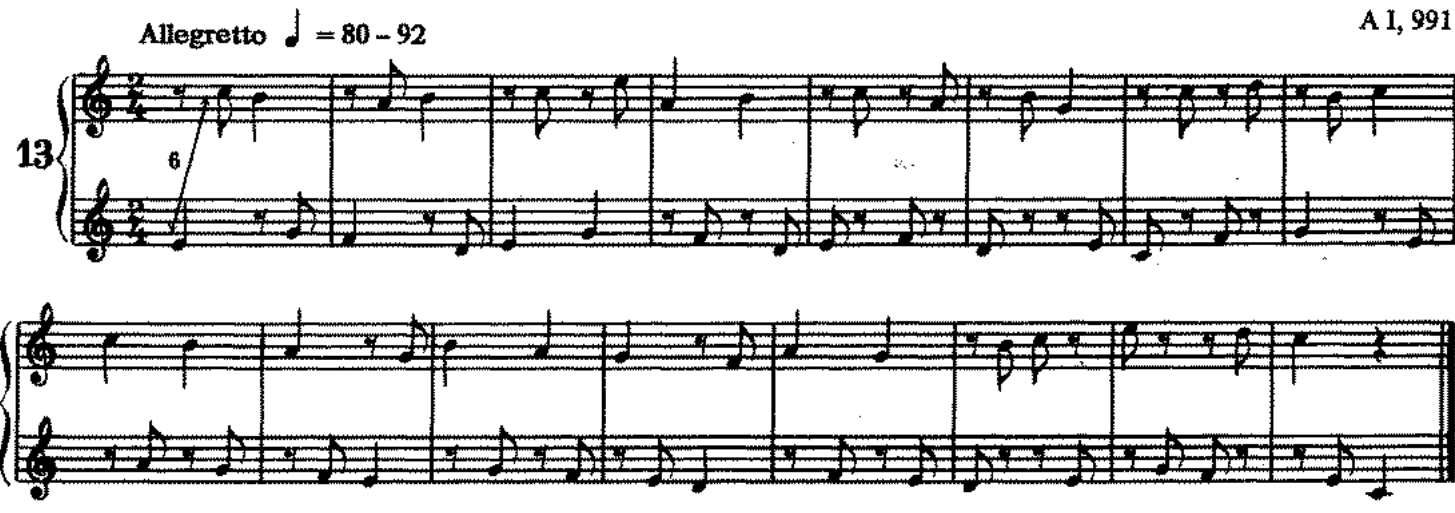 Allegretto ♩ = 80 – 92
A I, 991
13
6